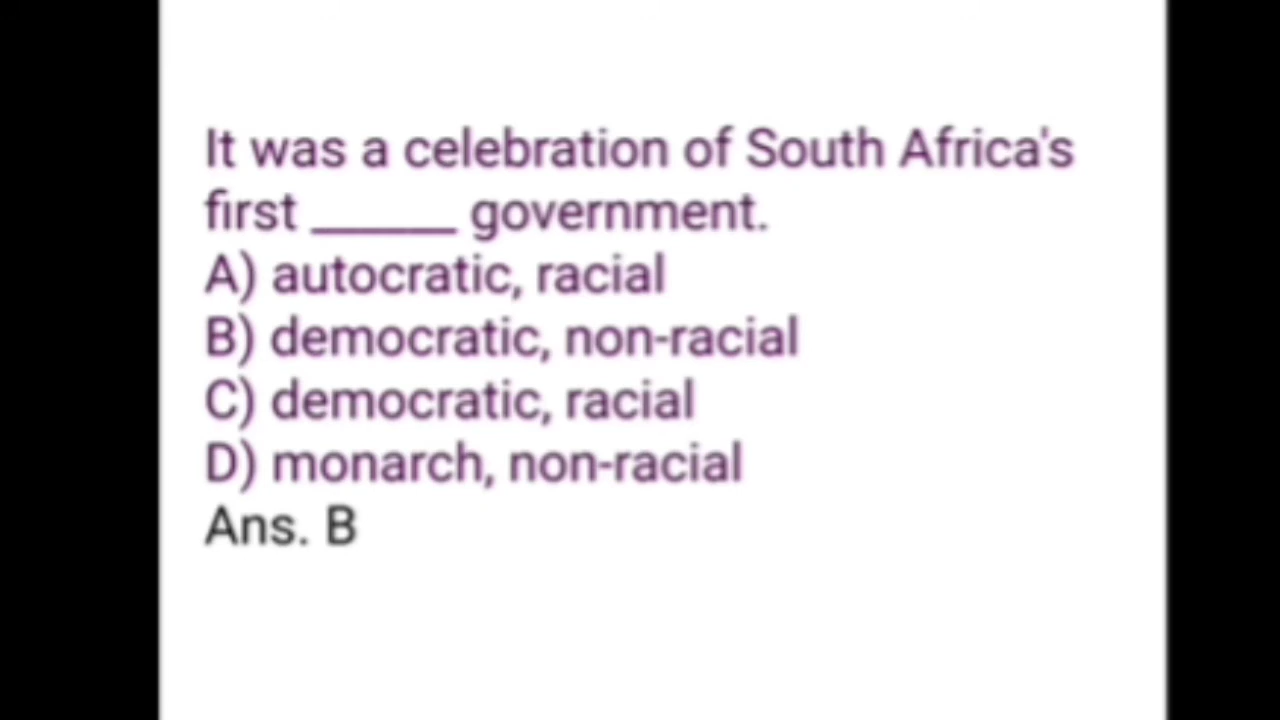 It was a celebration of South Africa's
first ______ government.
A) autocratic, racial
B) democratic, non-racial
C) democratic, racial
D) monarch, non-racial
Ans. B